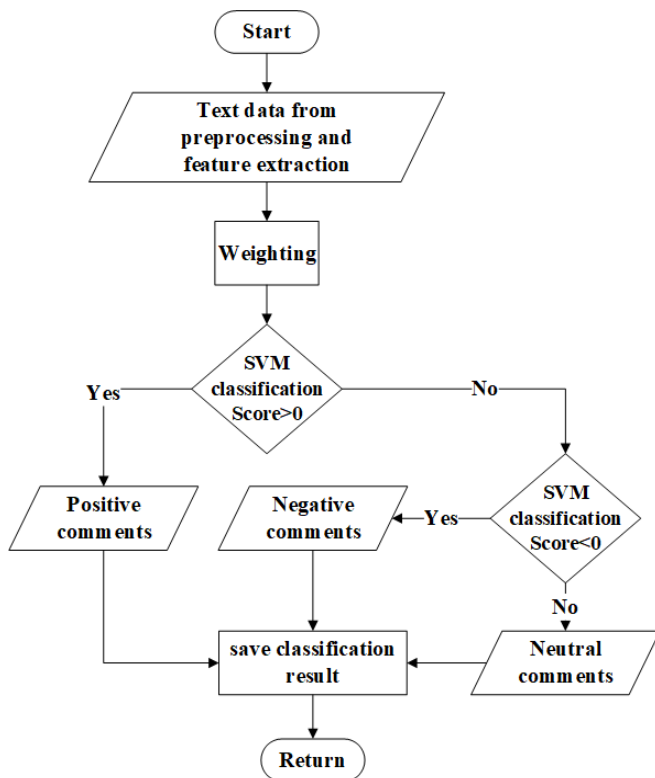 Start
Text data from
preprocessing and
feature extraction
Weighting
SVM
classification
Score>0
Yes
No
Positive
comments
Negative
comments
Yes
SVM
classification
Score<0
No
save classification
result
Neutral
comments
Return